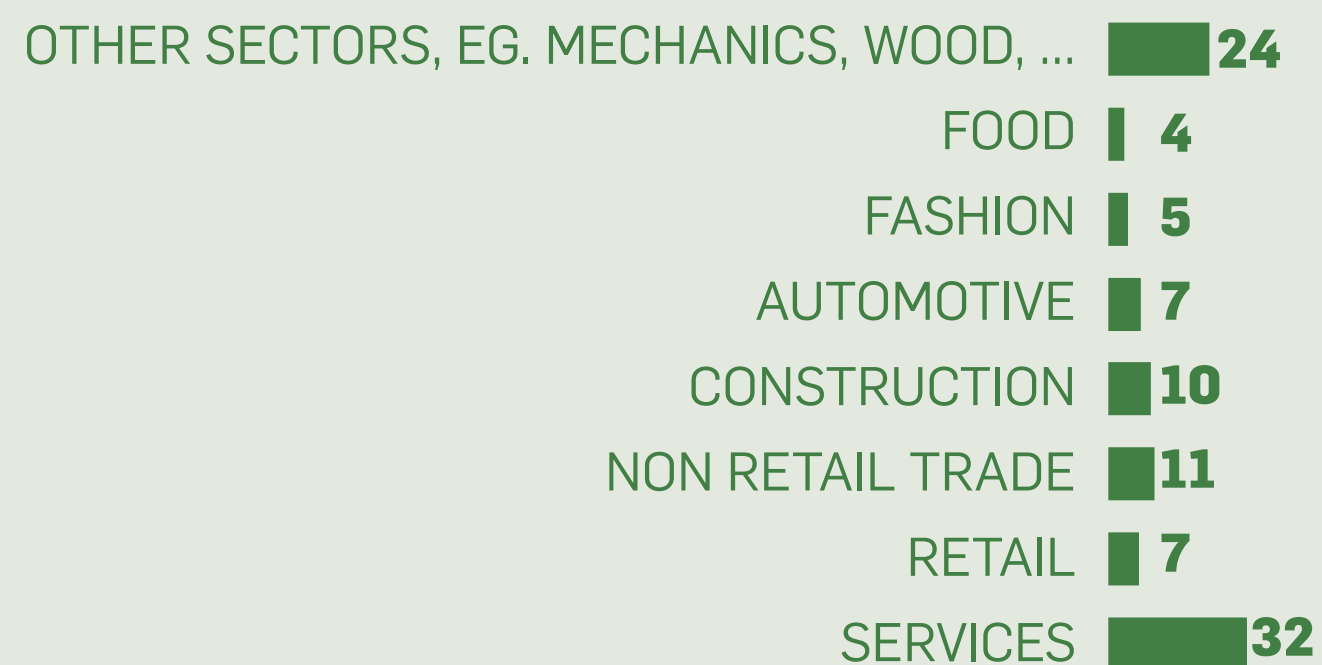 OTHER SECTORS, EG. MECHANICS, WOOD, ... 24
FOOD 4
FASHION 5
AUTOMOTIVE 7
CONSTRUCTION 10
NON RETAIL TRADE 11
RETAIL 7
SERVICES 32